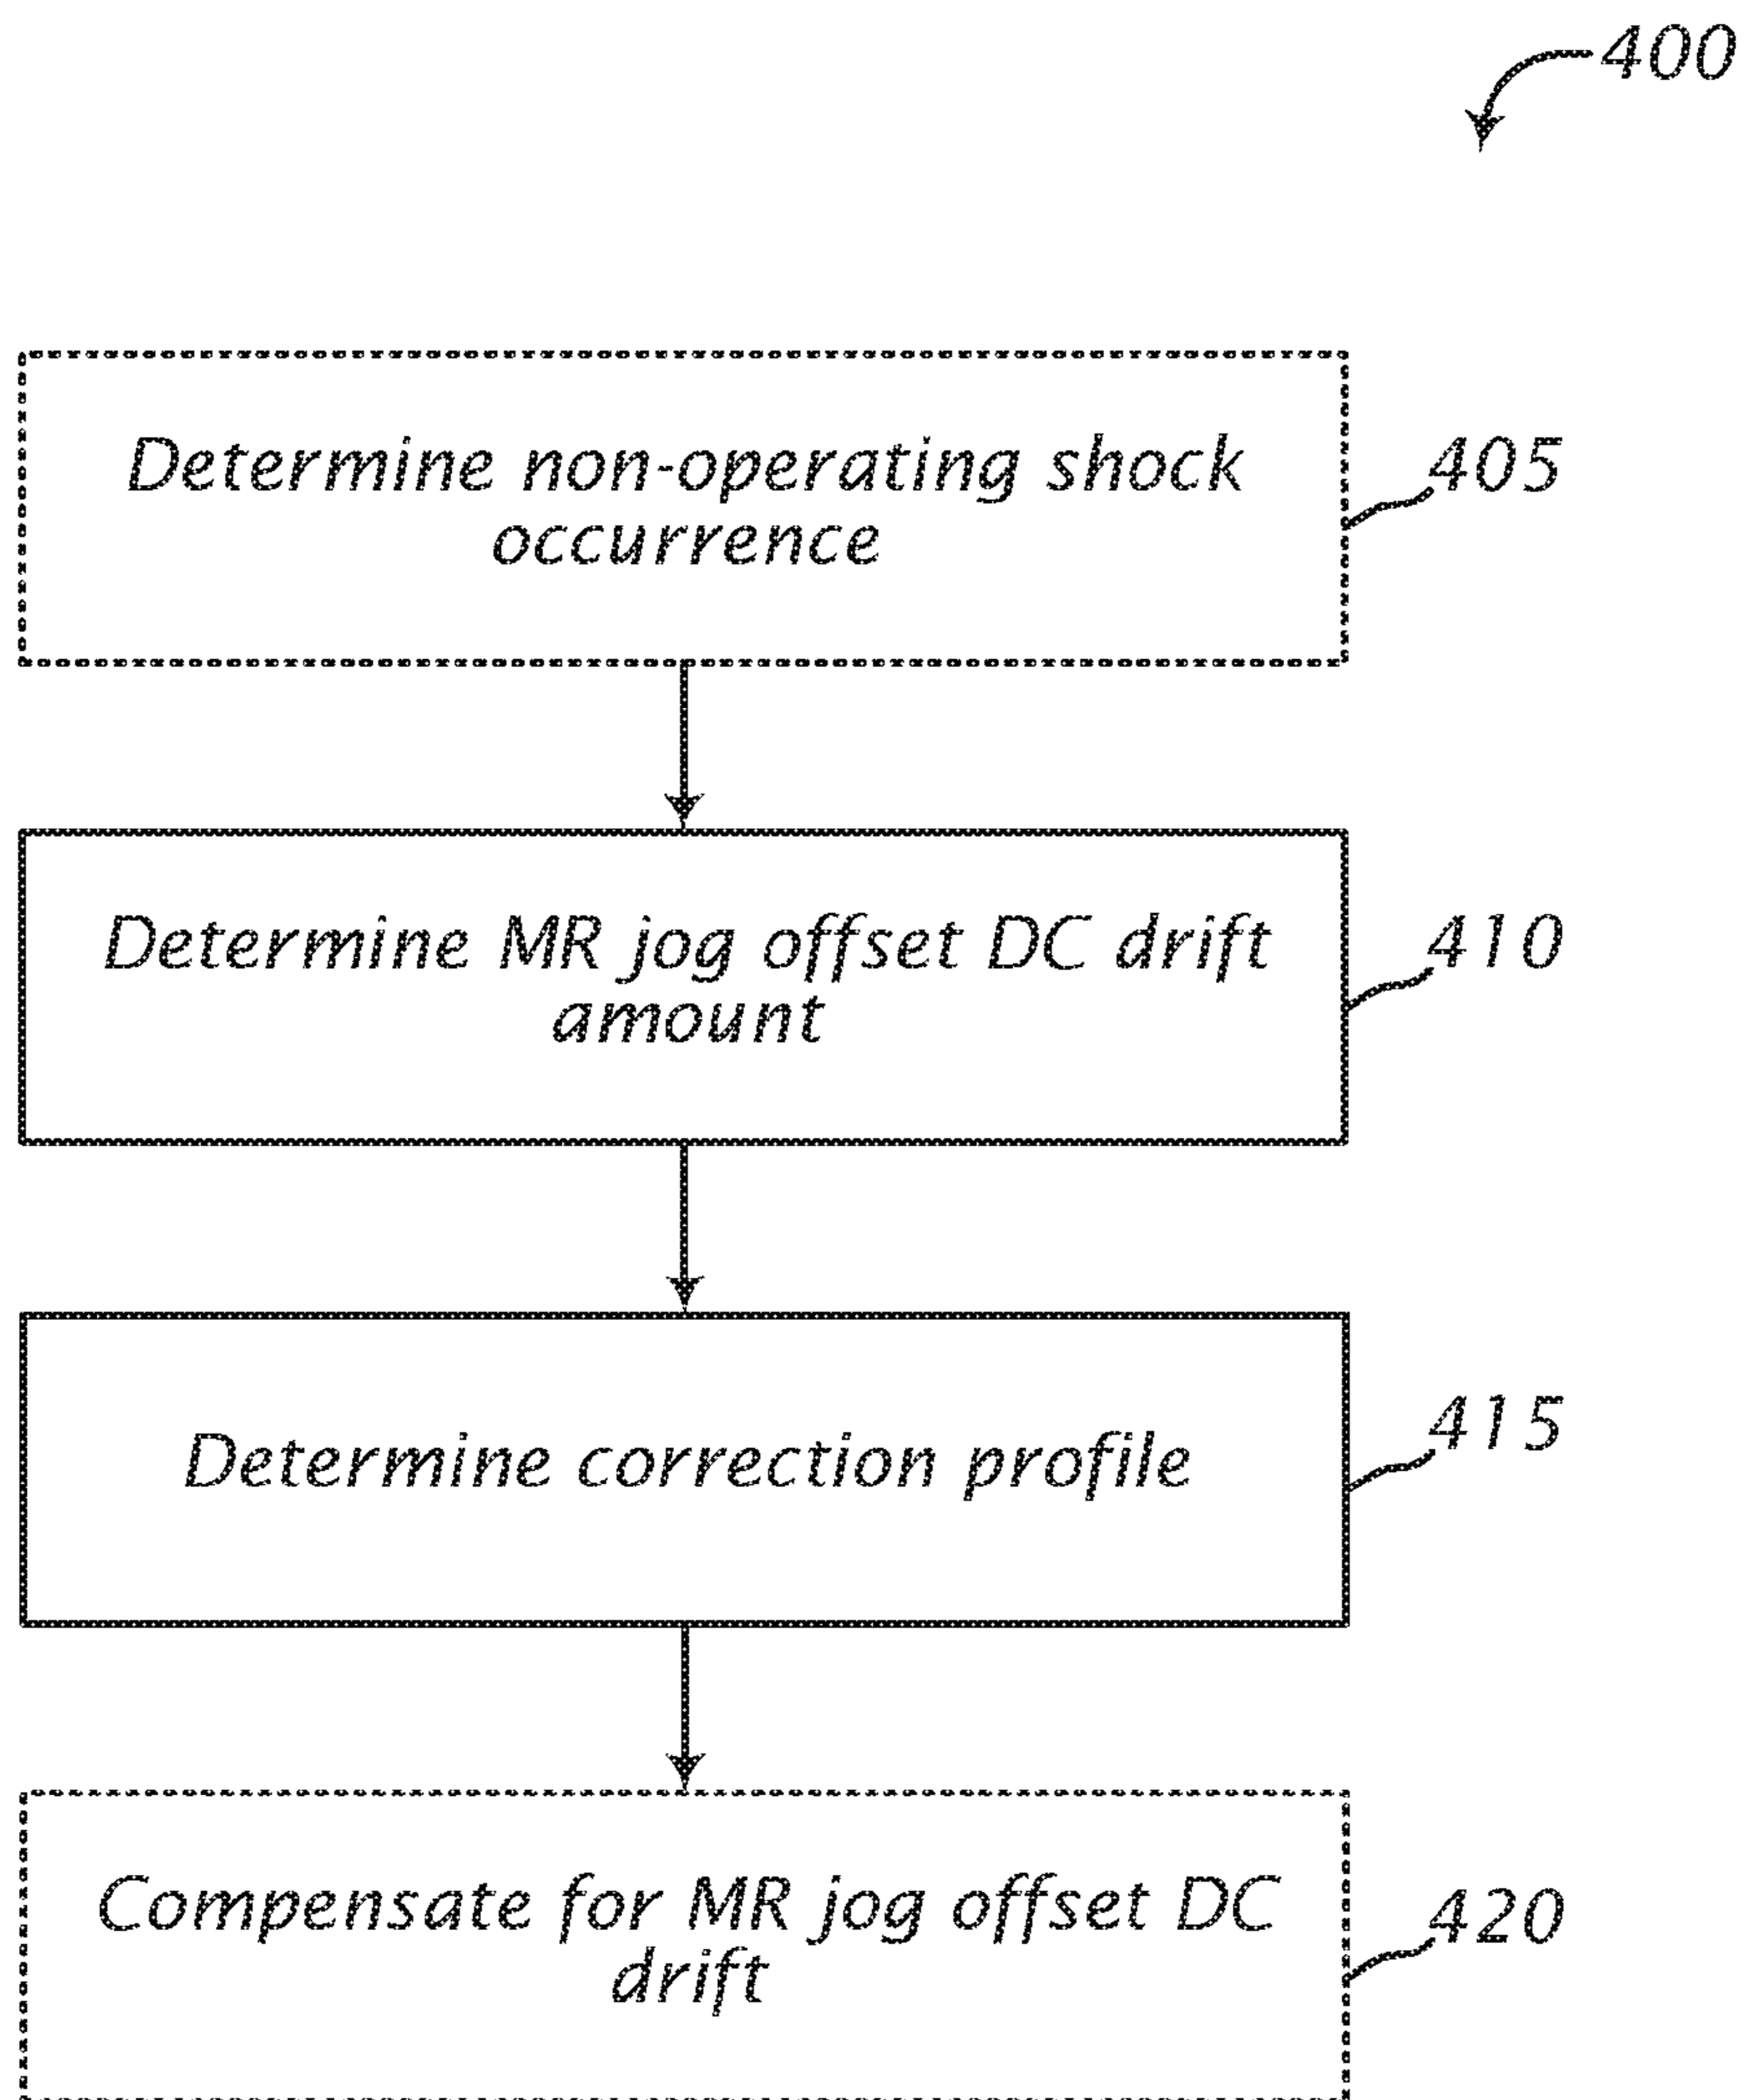 400
Determine non-operating shock
occurrence
405
Determine MR jog offset DC drift
amount
410
Determine correction profile
415
Compensate for MR jog offset DC
drift
420